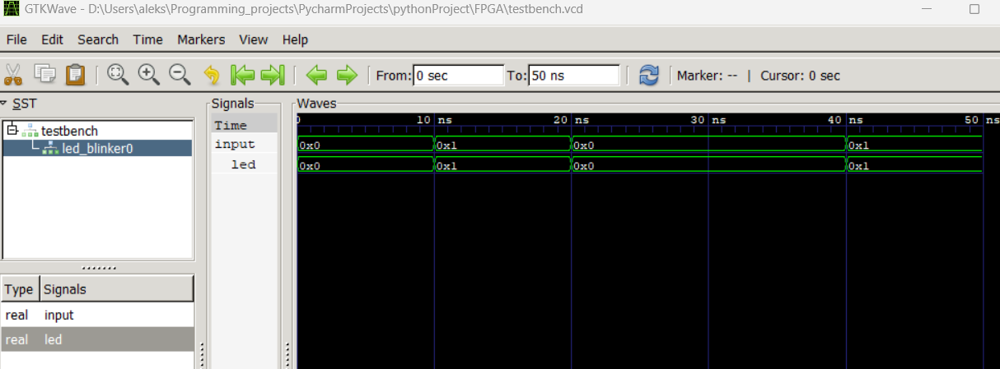 GTKWave - D:\Users\aleks\Programming_projects\PycharmProjects\pythonProject\FPGA\testbench.vcd
File Edit Search Time Markers View Help
From: 0 sec To: 50 ns Marker: -- | Cursor: 0 sec
SST
testbench
led_blinker0
Type Signals
real input
real led
Signals
Time
input
led
Waves
0 10 ns 20 ns 30 ns 40 ns 50 ns
0x0 0x1 0x0 0x1
0x0 0x1 0x0 0x1